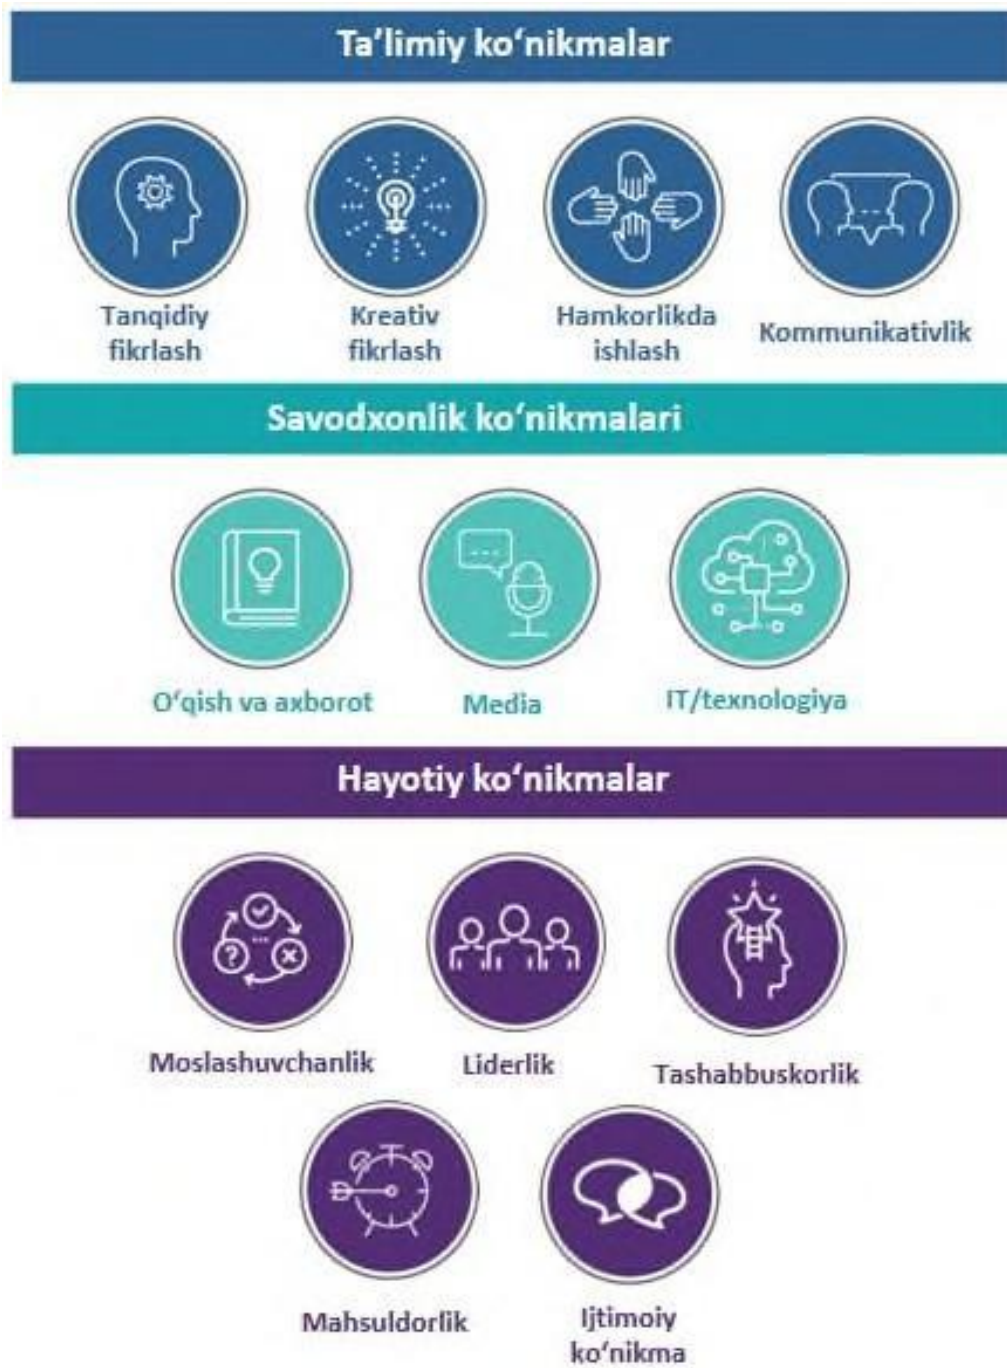 Ta’limiy ko‘nikmalar
Tanqidiy
fikrlash
Kreativ
fikrlash
Hamkorlikda
ishlash
Kommunikativlik
Savodxonlik ko‘nikmalari
O‘qish va axborot
Media
IT/texnologiya
Hayotiy ko‘nikmalar
Moslashuvchanlik
Liderlik
Tashabbuskorlik
Mahsuldorlik
Ijtimoiy
ko‘nikma